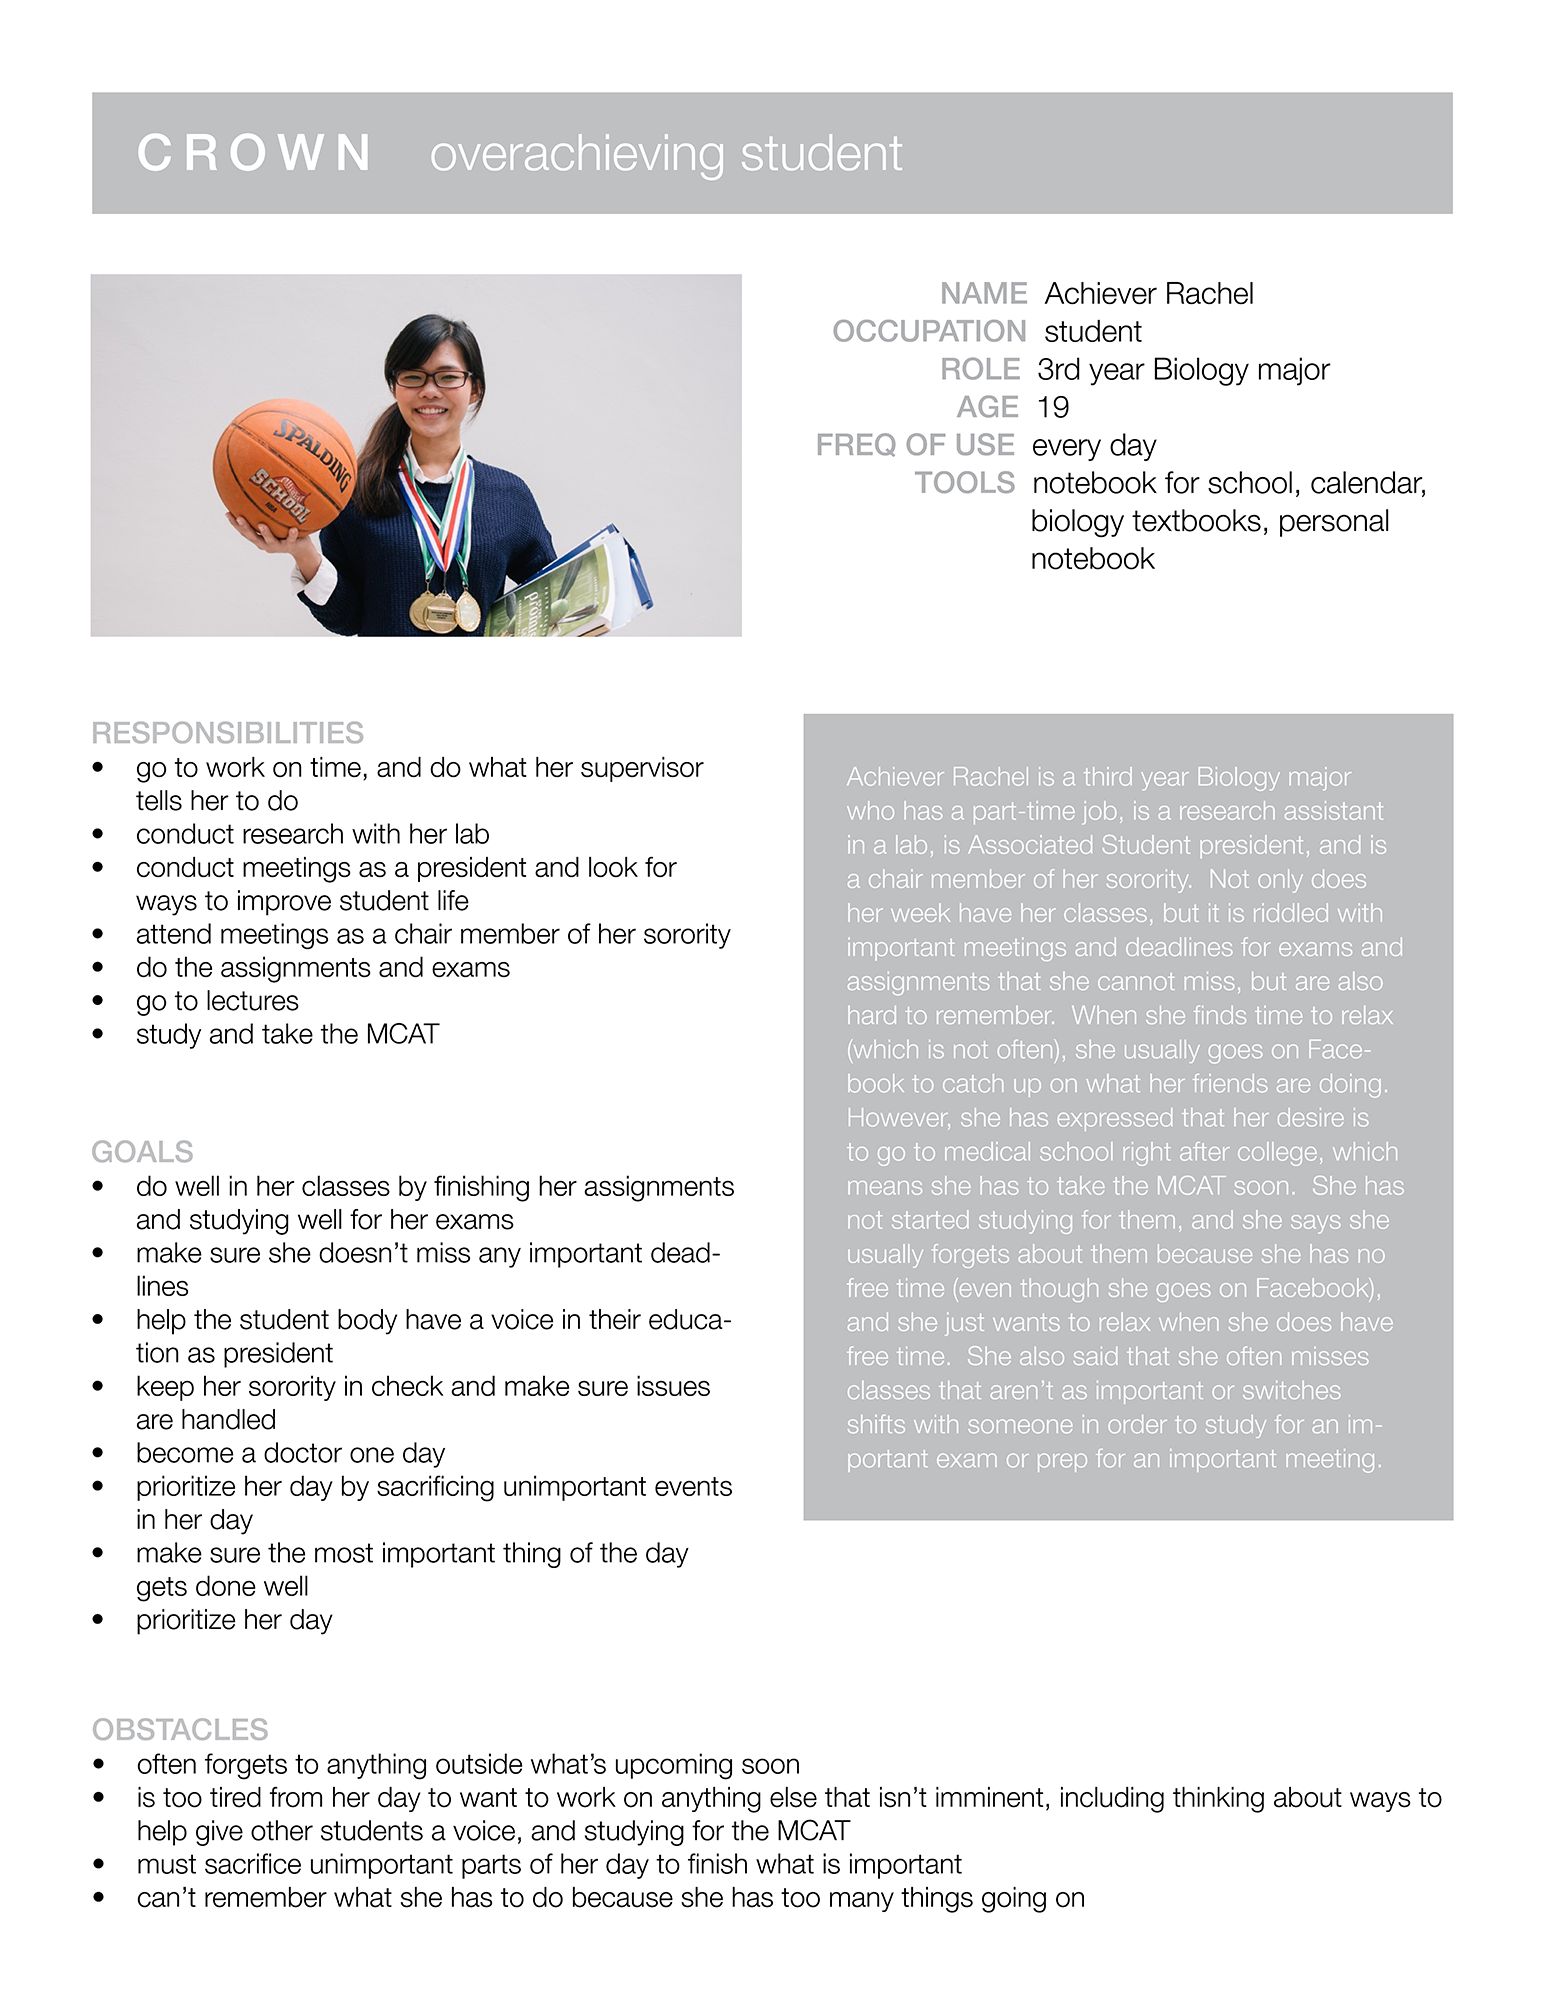 CROWN overachieving student
SPALDING
SCHOOL
NBA
NAME Achiever Rachel
OCCUPATION student
ROLE 3rd year Biology major
AGE 19
FREQ OF USE every day
TOOLS notebook for school, calendar,
biology textbooks, personal
notebook
RESPONSIBILITIES
• go to work on time, and do what her supervisor
tells her to do
• conduct research with her lab
• conduct meetings as a president and look for
ways to improve student life
• attend meetings as a chair member of her sorority
• do the assignments and exams
• go to lectures
• study and take the MCAT
GOALS
• do well in her classes by finishing her assignments
and studying well for her exams
• make sure she doesn't miss any important dead-
lines
• help the student body have a voice in their educa-
tion as president
• keep her sorority in check and make sure issues
are handled
• become a doctor one day
• prioritize her day by sacrificing unimportant events
in her day
• make sure the most important thing of the day
gets done well
• prioritize her day
Achiever Rachel is a third year Biology major
who has a part-time job, is a research assistant
in a lab, is Associated Student president, and is
a chair member of her sorority. Not only does
her week have her classes, but it is riddled with
important meetings and deadlines for exams and
assignments that she cannot miss, but are also
hard to remember. When she finds time to relax
(which is not often), she usually goes on Face-
book to catch up on what her friends are doing.
However, she has expressed that her desire is
to go to medical school right after college, which
means she has to take the MCAT soon. She has
not started studying for them, and she says she
usually forgets about them because she has no
free time (even though she goes on Facebook),
and she just wants to relax when she does have
free time. She also said that she often misses
classes that aren't as important or switches
shifts with someone in order to study for an im-
portant exam or prep for an important meeting.
OBSTACLES
• often forgets to anything outside what's upcoming soon
• is too tired from her day to want to work on anything else that isn't imminent, including thinking about ways to
help give other students a voice, and studying for the MCAT
• must sacrifice unimportant parts of her day to finish what is important
• can't remember what she has to do because she has too many things going on